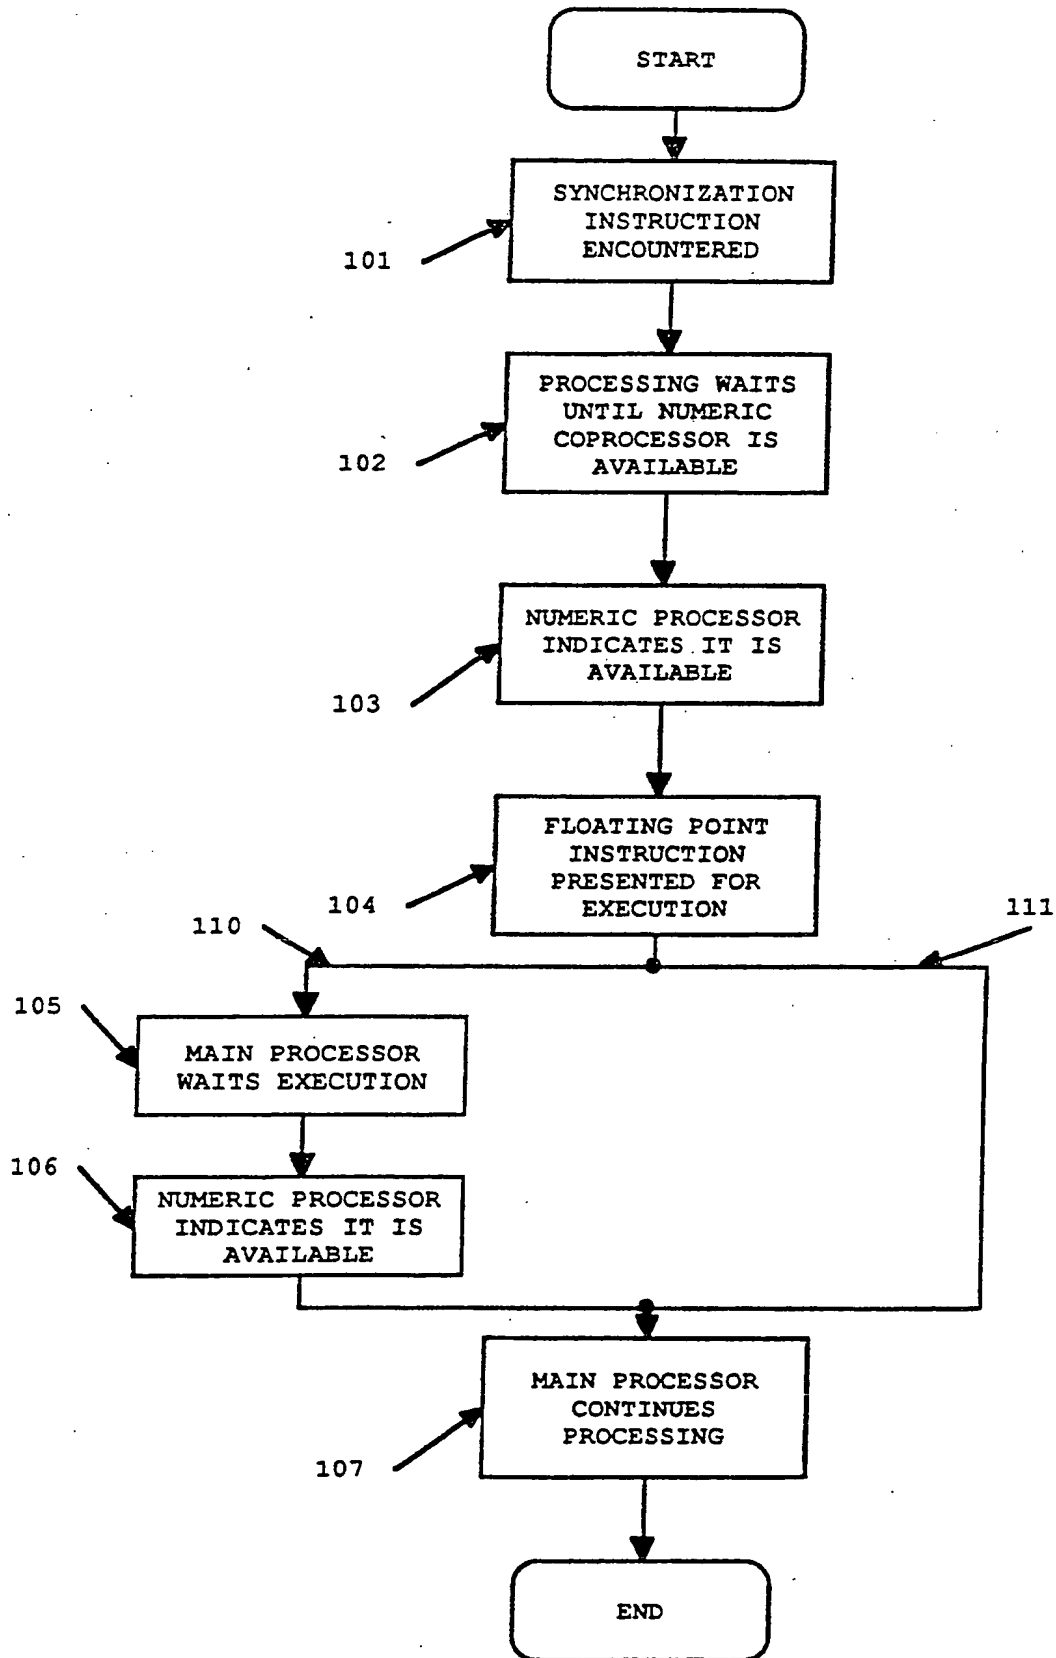 START
SYNCHRONIZATION
INSTRUCTION
ENCOUNTERED
101
PROCESSING WAITS
UNTIL NUMERIC
COPROCESSOR IS
AVAILABLE
102
NUMERIC PROCESSOR
INDICATES IT IS
AVAILABLE
103
FLOATING POINT
INSTRUCTION
PRESENTED FOR
EXECUTION
104
110
111
105
MAIN PROCESSOR
WAITS EXECUTION
106
NUMERIC PROCESSOR
INDICATES IT IS
AVAILABLE
MAIN PROCESSOR
CONTINUES
PROCESSING
107
END